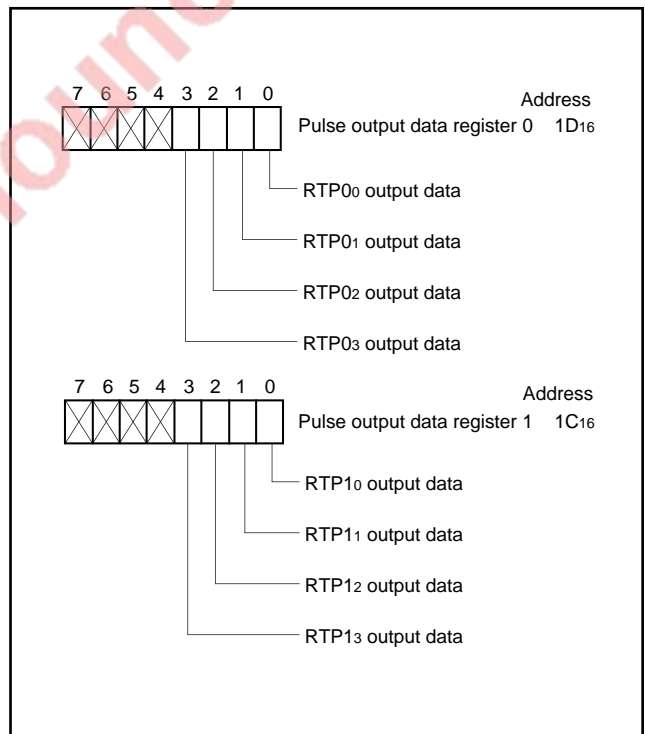 7 6 5 4 3 2 1 0
Address
Pulse output data register 0 1D₁₆
RTP0₀ output data
RTP0₁ output data
RTP0₂ output data
RTP0₃ output data
7 6 5 4 3 2 1 0
Address
Pulse output data register 1 1C₁₆
RTP1₀ output data
RTP1₁ output data
RTP1₂ output data
RTP1₃ output data